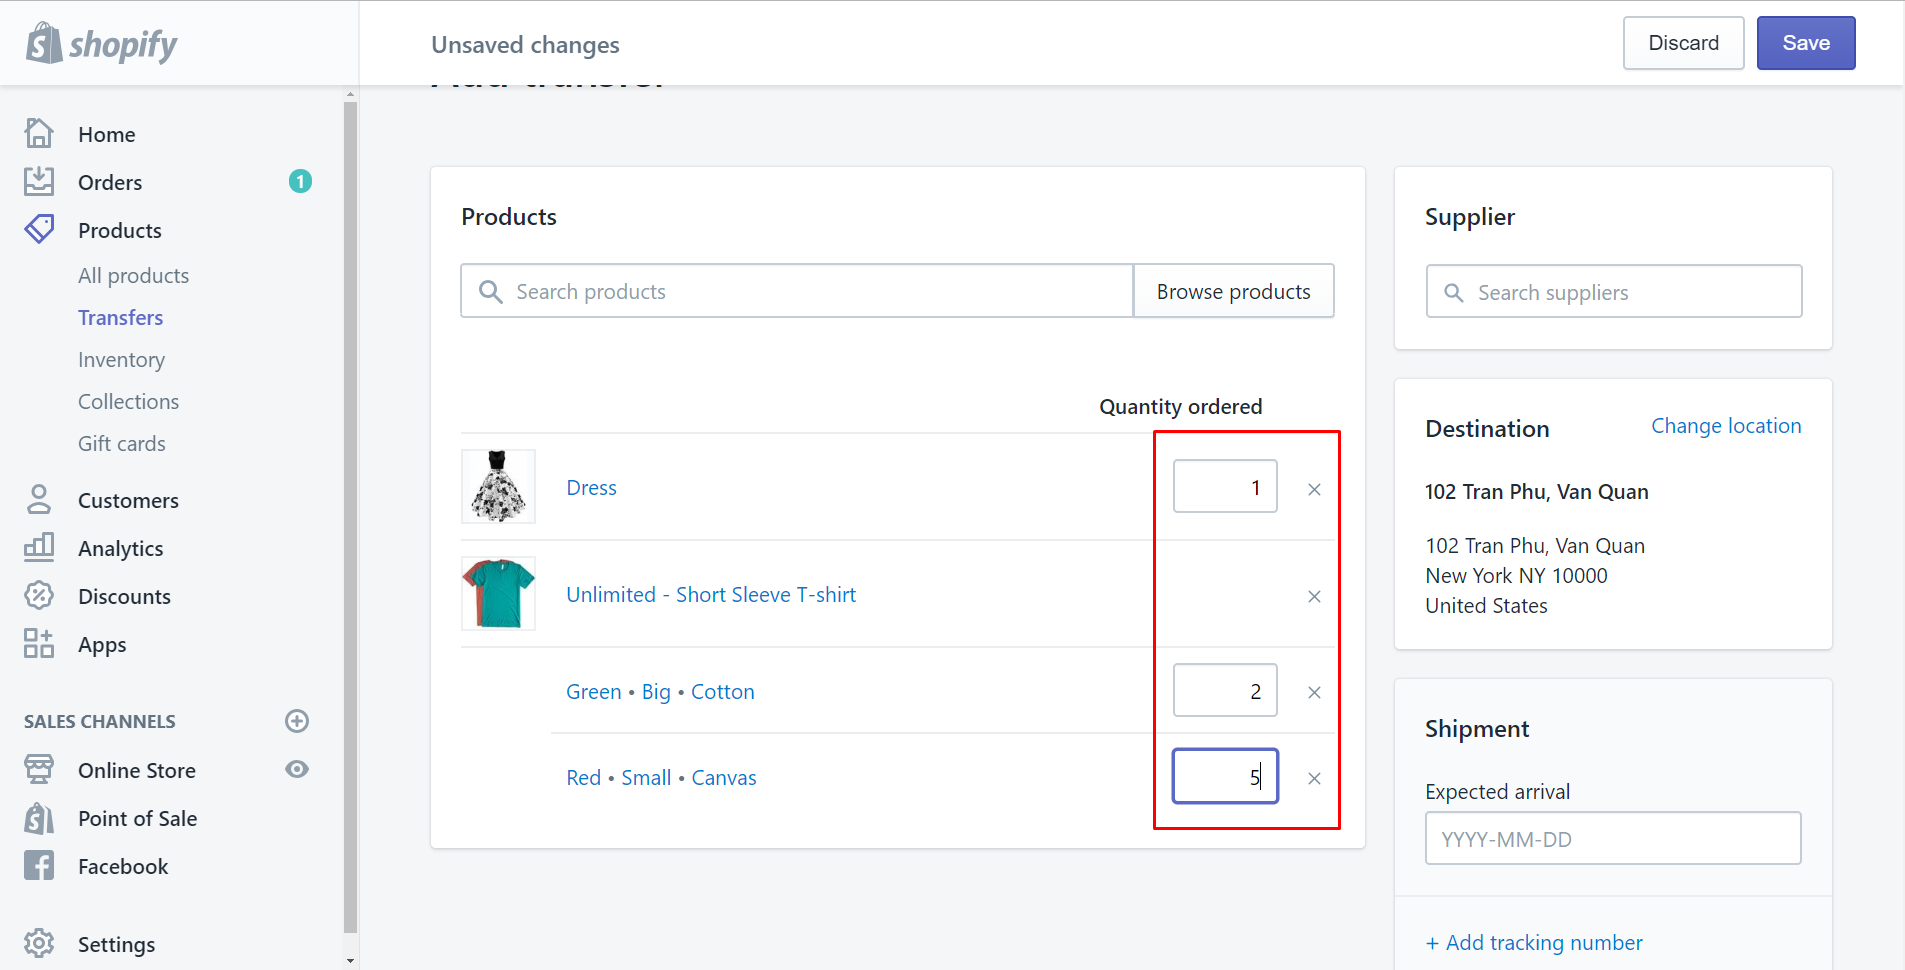 shopify
Unsaved changes
Discard
Save
Add transfer
Home
Orders
1
Products
All products
Transfers
Inventory
Collections
Gift cards
Customers
Analytics
Discounts
Apps
SALES CHANNELS
Online Store
Point of Sale
Facebook
Settings
Products
Search products
Browse products
Quantity ordered
Dress
1
Unlimited - Short Sleeve T-shirt
Green • Big • Cotton
2
Red • Small • Canvas
5
Supplier
Search suppliers
Destination
Change location
102 Tran Phu, Van Quan
102 Tran Phu, Van Quan
New York NY 10000
United States
Shipment
Expected arrival
YYYY-MM-DD
+ Add tracking number